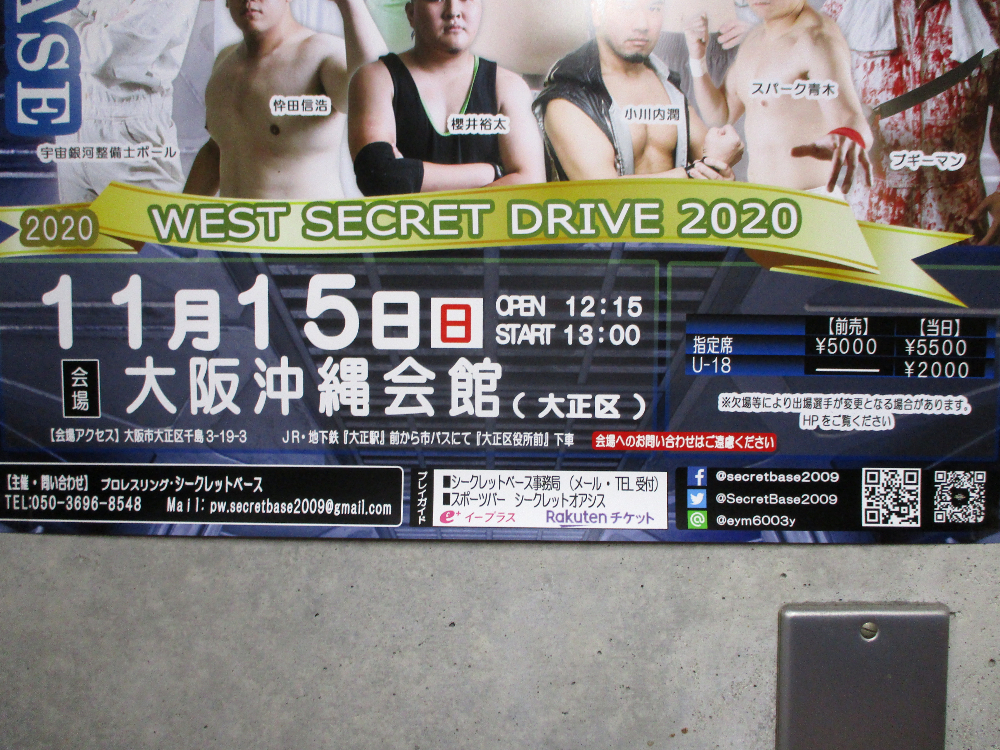 ASE
宇宙銀河整備士ポール
忰田信浩
櫻井裕太
小川内潤
スパーク青木
ブギーマン
2020
WEST SECRET DRIVE 2020
11月15日 日
OPEN 12:15
START 13:00
会場
大阪沖縄会館(大正区)
【前売】 【当日】
指定席 ¥5000 ¥5500
U-18 ¥2000
※欠場等により出場選手が変更となる場合があります。
HPをご覧ください
【会場アクセス】大阪市大正区千島3-19-3 JR・地下鉄『大正駅』前から市バスにて『大正区役所前』下車
会場へのお問い合わせはご遠慮ください
【主催・問い合わせ】 プロレスリング・シークレットベース
TEL:050-3696-8548 Mail:pw.secretbase2009@gmail.com
プレイガイド
■シークレットベース事務局 (メール・TEL受付)
■スポーツバー シークレットオアシス
e+ イープラス Rakuten チケット
@secretbase2009
@SecretBase2009
@eym6003y